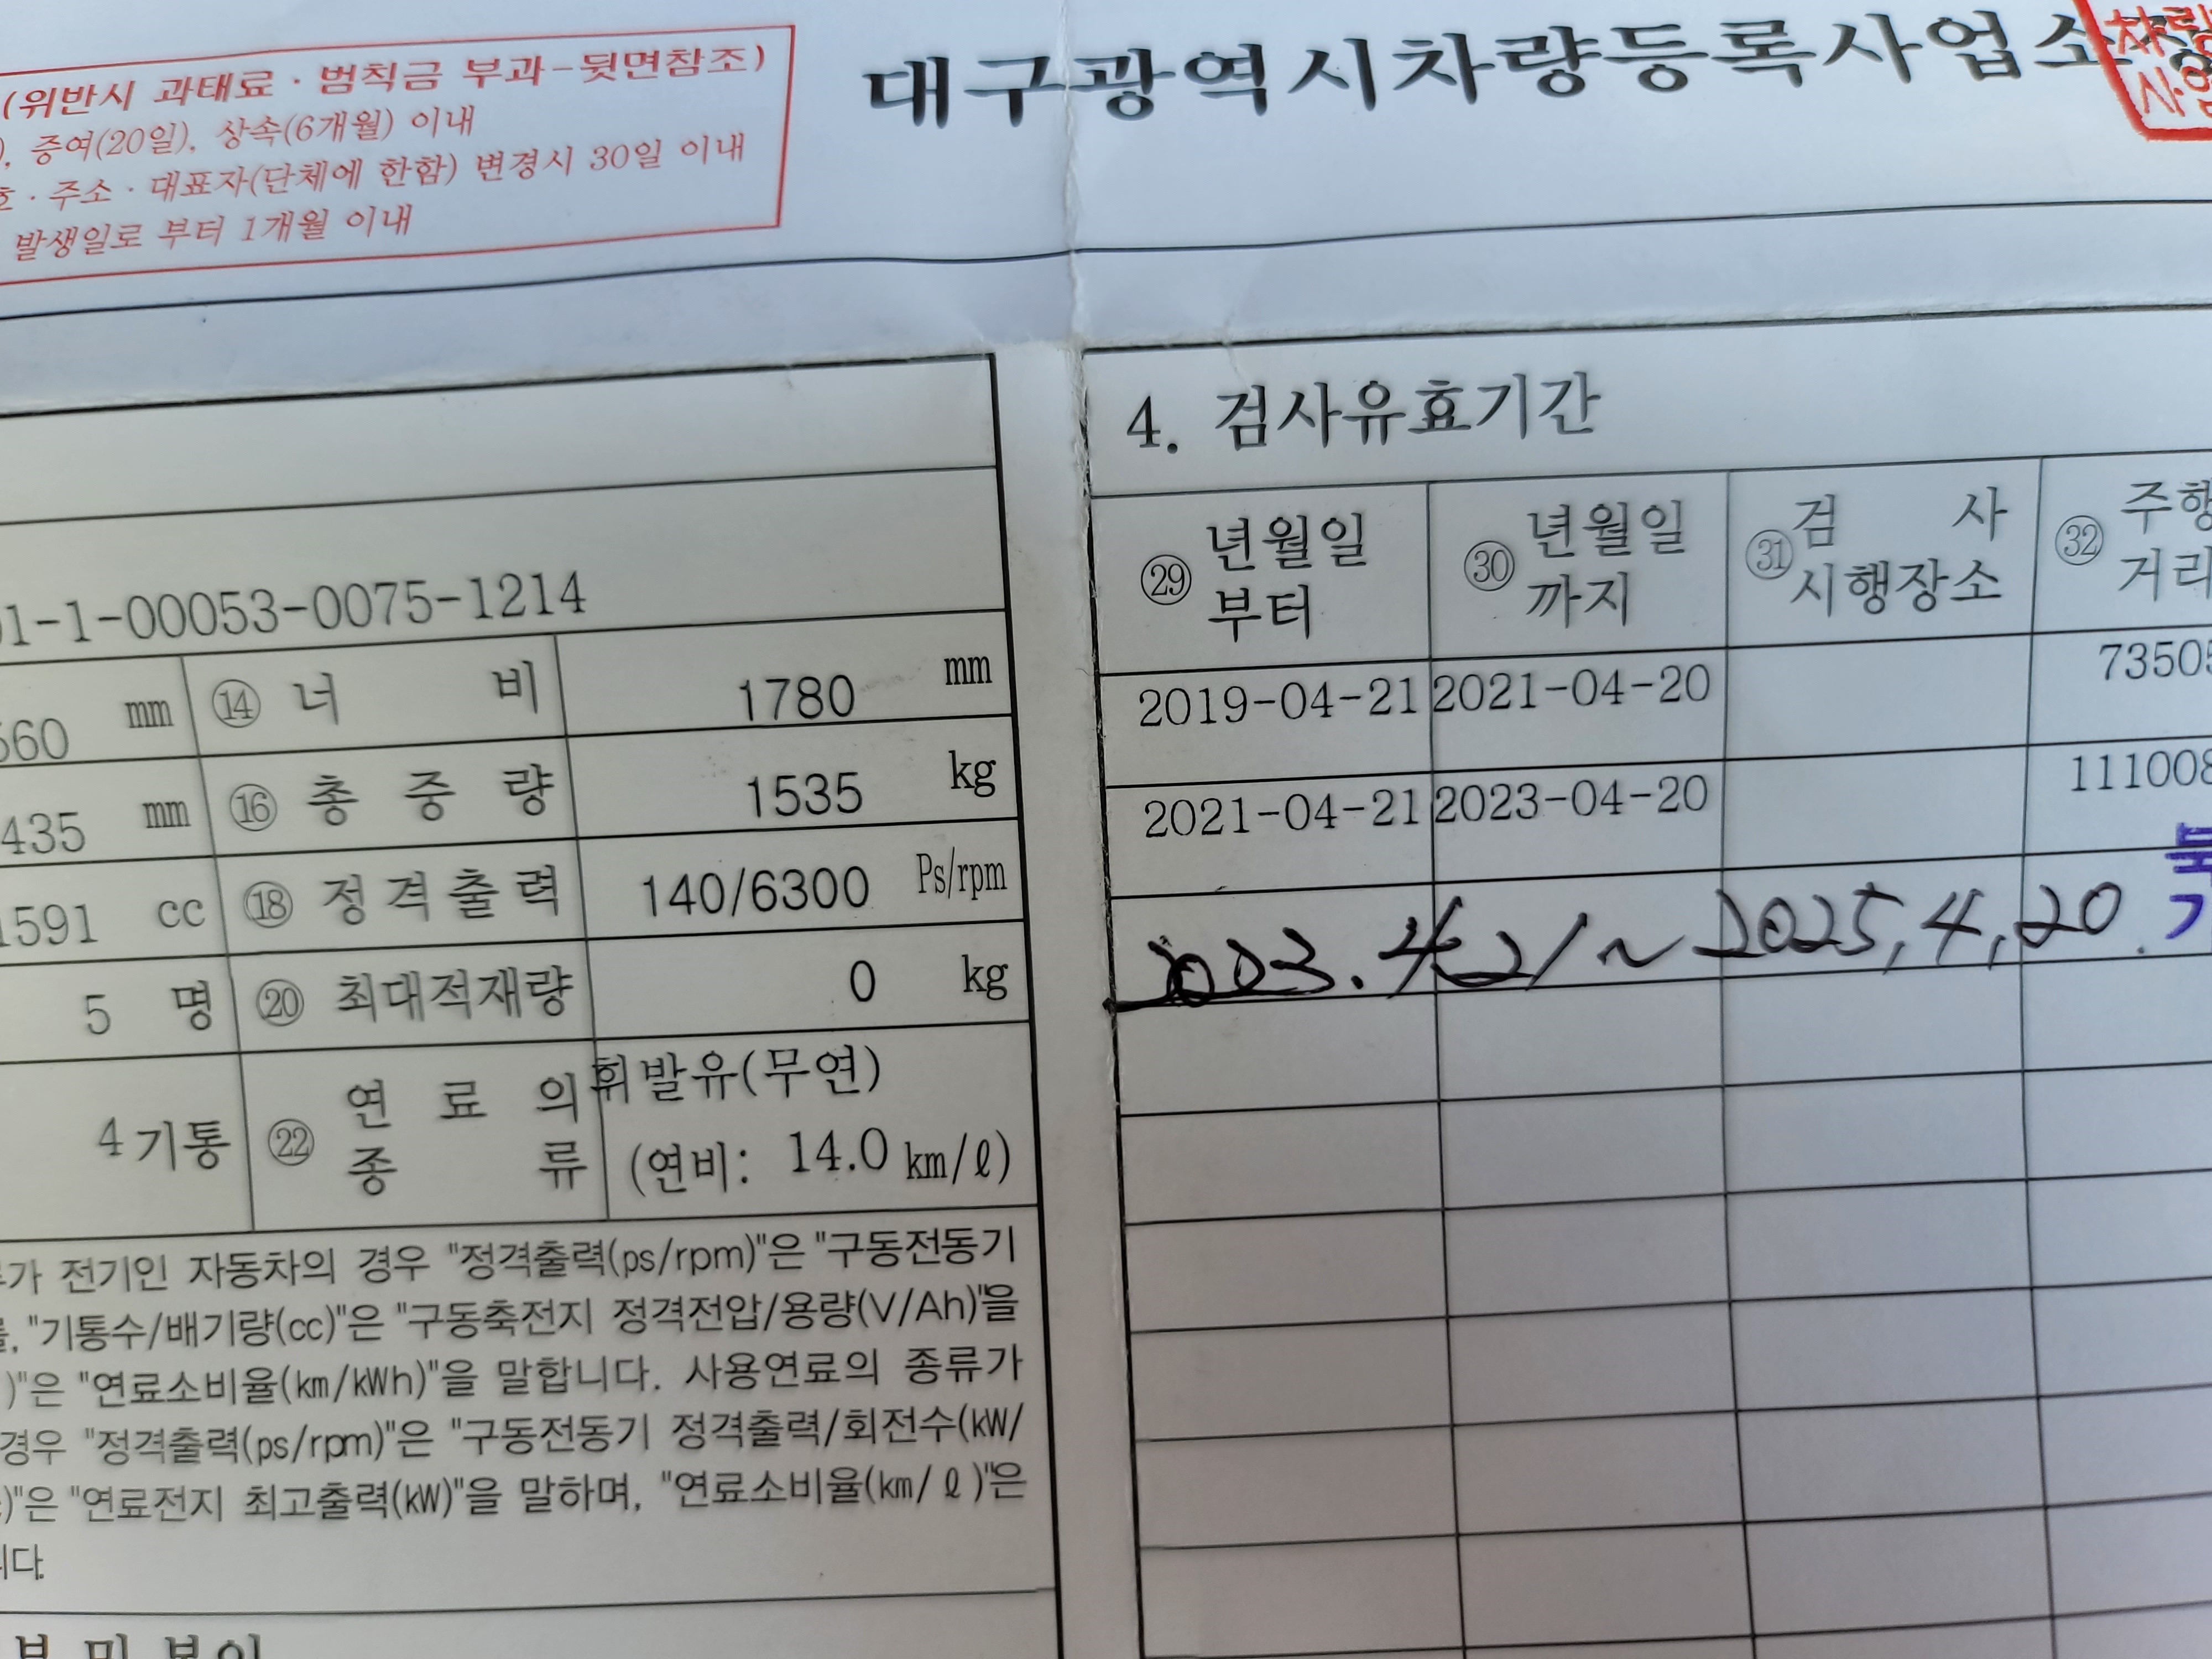 (위반시 과태료 · 범칙금 부과-뒷면참조)
), 증여(20일), 상속(6개월) 이내
호 · 주소 · 대표자(단체에 한함) 변경시 30일 이내
발생일로 부터 1개월 이내
대구광역시차량등록사업소장
01-1-00053-0075-1214
560 mm ⑭ 너 비 1780 mm
435 mm ⑯ 총 중 량 1535 kg
1591 cc ⑱ 정격출력 140/6300 Ps/rpm
5 명 ⑳ 최대적재량 0 kg
4 기통 ㉒ 연 료 의 종 류 휘발유(무연)
(연비: 14.0 km/ℓ)
가 전기인 자동차의 경우 "정격출력(ps/rpm)"은 "구동전동기
, "기통수/배기량(cc)"은 "구동축전지 정격전압/용량(V/Ah)"을
)"은 "연료소비율(km/kWh)"을 말합니다. 사용연료의 종류가
경우 "정격출력(ps/rpm)"은 "구동전동기 정격출력/회전수(kW/
)"은 "연료전지 최고출력(kW)"을 말하며, "연료소비율(km/ℓ)"은
니다.
4. 검사유효기간
㉙ 년월일 부터 ㉚ 년월일 까지 ㉛ 검 사 시행장소 ㉜ 주행 거리
2019-04-21 2021-04-20 73505
2021-04-21 2023-04-20 111008
2023.4.21 ~ 2025,4,20.